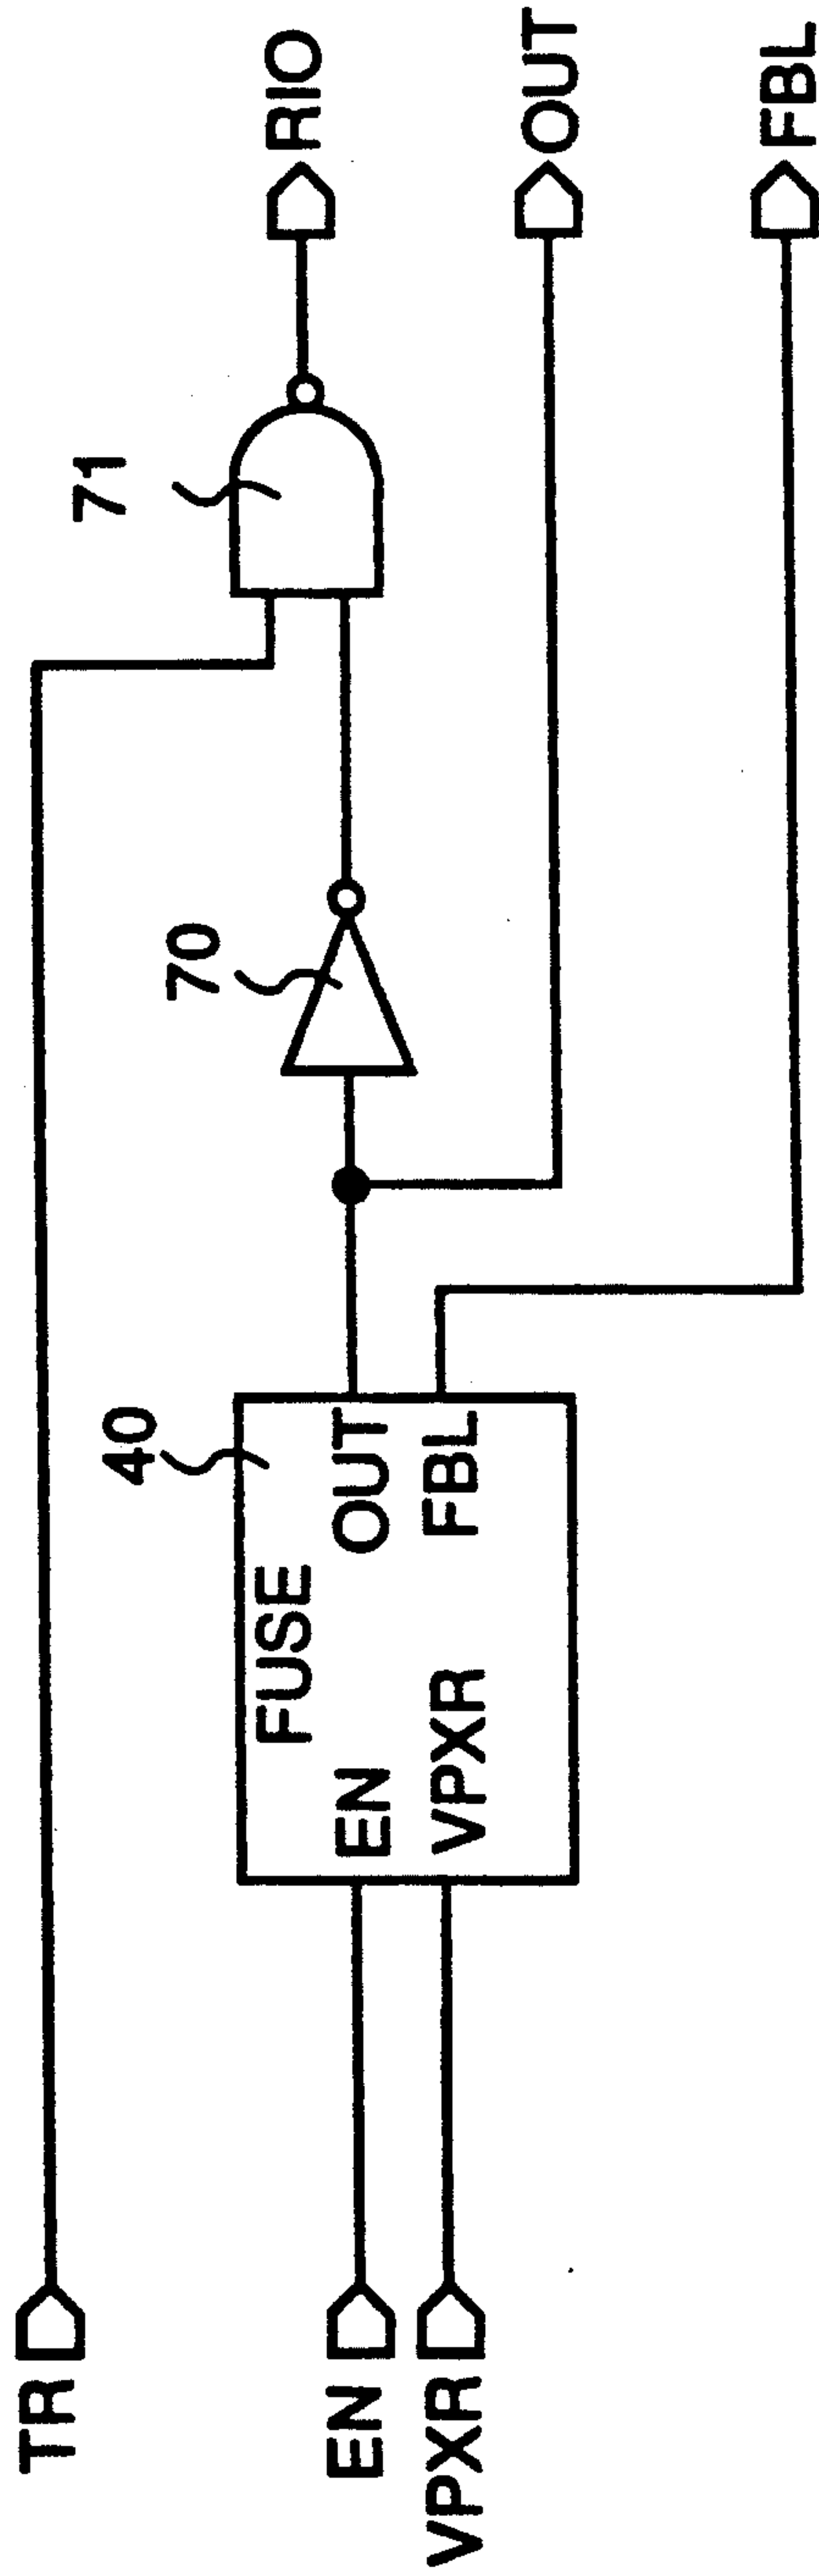 TR
EN
VPXR
40
FUSE
EN
OUT
VPXR
FBL
70
71
RIO
OUT
FBL